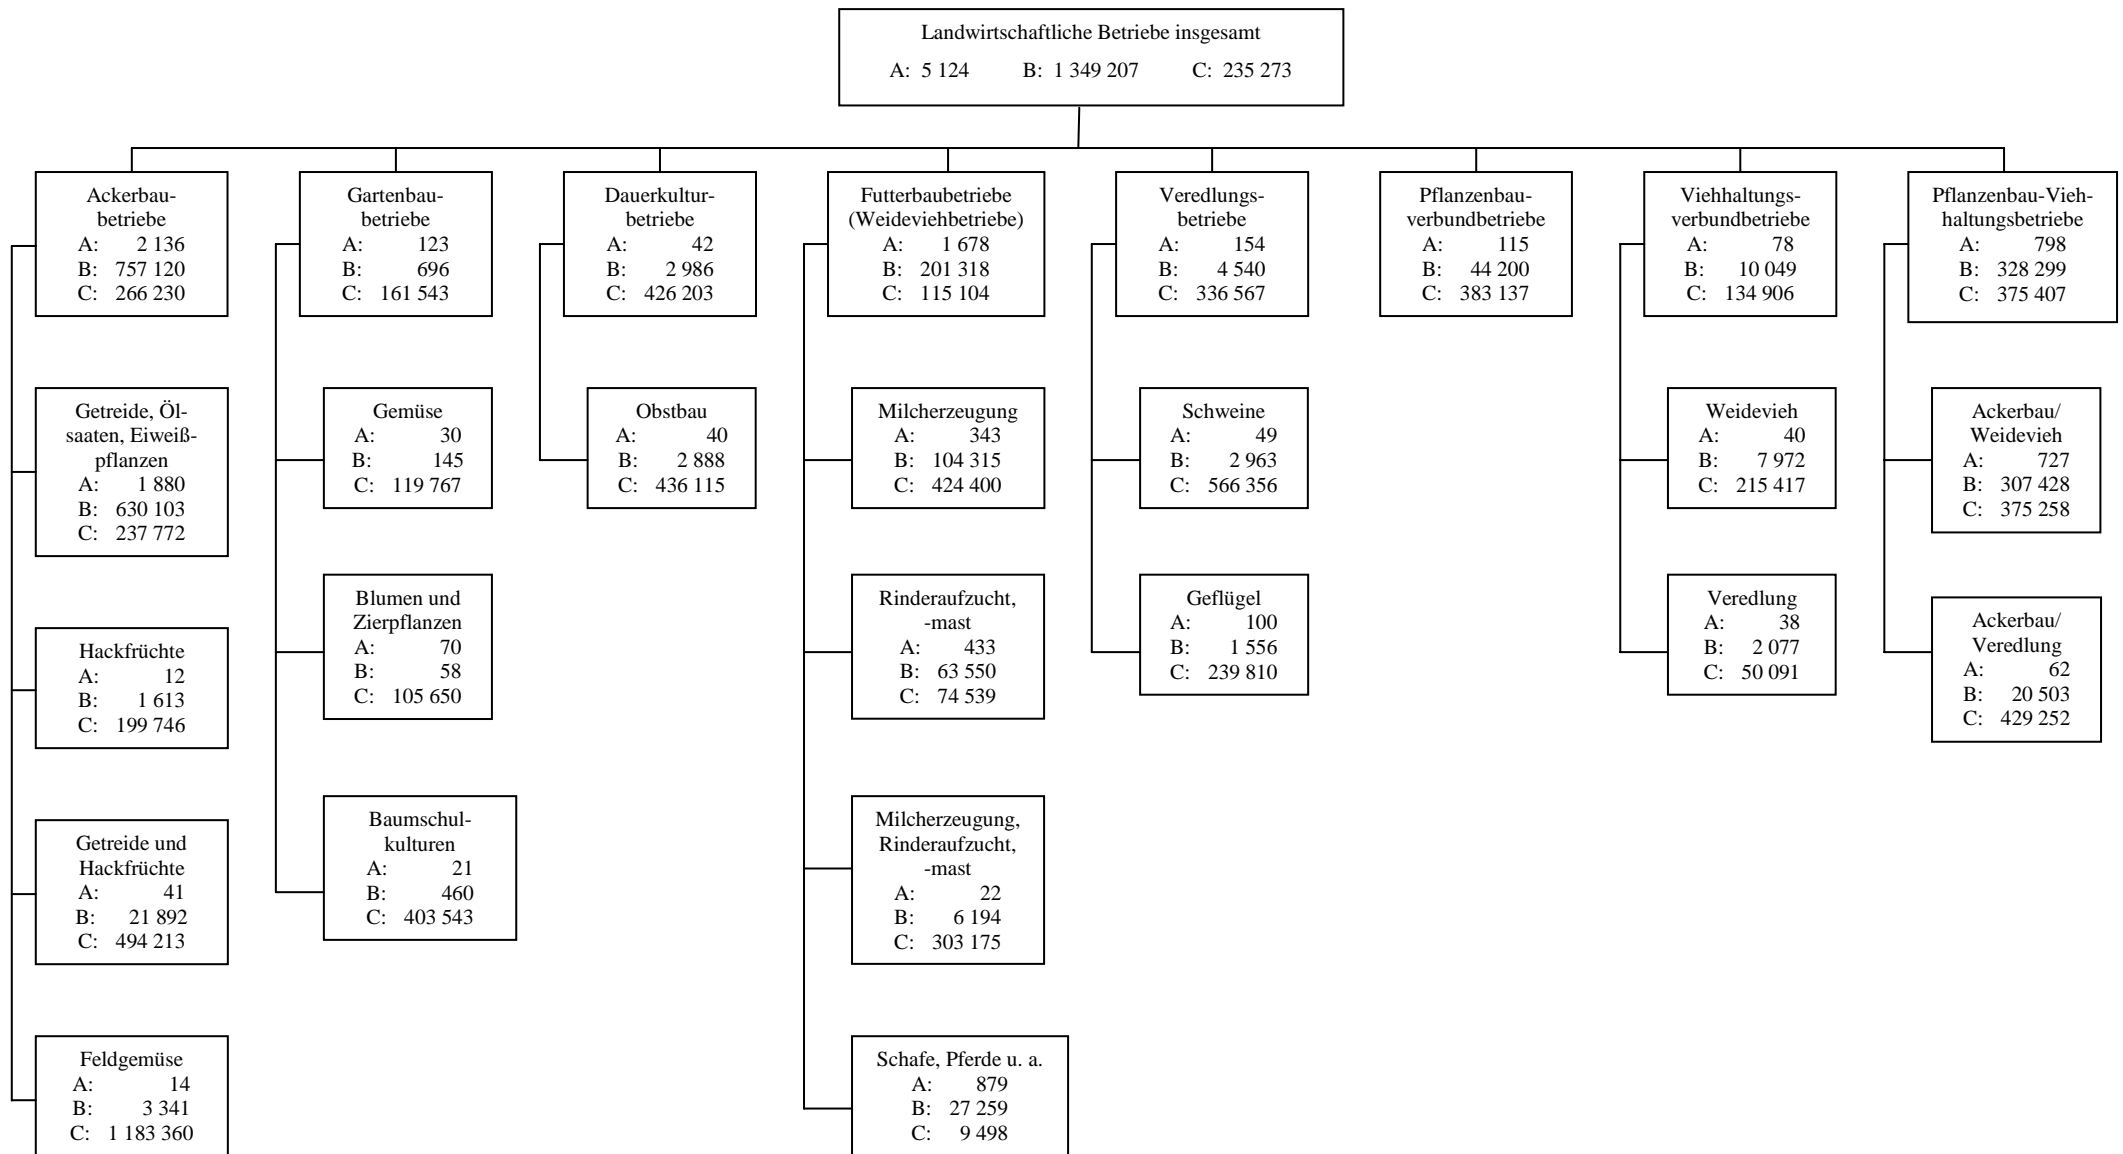 Landwirtschaftliche Betriebe insgesamt
A: 5 124 B: 1 349 207 C: 235 273
Ackerbau-
betriebe
A: 2 136
B: 757 120
C: 266 230
Getreide, Öl-
saaten, Eiweiß-
pflanzen
A: 1 880
B: 630 103
C: 237 772
Hackfrüchte
A: 12
B: 1 613
C: 199 746
Getreide und
Hackfrüchte
A: 41
B: 21 892
C: 494 213
Feldgemüse
A: 14
B: 3 341
C: 1 183 360
Gartenbau-
betriebe
A: 123
B: 696
C: 161 543
Gemüse
A: 30
B: 145
C: 119 767
Blumen und
Zierpflanzen
A: 70
B: 58
C: 105 650
Baumschul-
kulturen
A: 21
B: 460
C: 403 543
Dauerkultur-
betriebe
A: 42
B: 2 986
C: 426 203
Obstbau
A: 40
B: 2 888
C: 436 115
Futterbaubetriebe
(Weideviehbetriebe)
A: 1 678
B: 201 318
C: 115 104
Milcherzeugung
A: 343
B: 104 315
C: 424 400
Rinderaufzucht,
-mast
A: 433
B: 63 550
C: 74 539
Milcherzeugung,
Rinderaufzucht,
-mast
A: 22
B: 6 194
C: 303 175
Schafe, Pferde u. a.
A: 879
B: 27 259
C: 9 498
Veredlungs-
betriebe
A: 154
B: 4 540
C: 336 567
Schweine
A: 49
B: 2 963
C: 566 356
Geflügel
A: 100
B: 1 556
C: 239 810
Pflanzenbau-
verbundbetriebe
A: 115
B: 44 200
C: 383 137
Viehhaltungs-
verbundbetriebe
A: 78
B: 10 049
C: 134 906
Weidevieh
A: 40
B: 7 972
C: 215 417
Veredlung
A: 38
B: 2 077
C: 50 091
Pflanzenbau-Vieh-
haltungsbetriebe
A: 798
B: 328 299
C: 375 407
Ackerbau/
Weidevieh
A: 727
B: 307 428
C: 375 258
Ackerbau/
Veredlung
A: 62
B: 20 503
C: 429 252